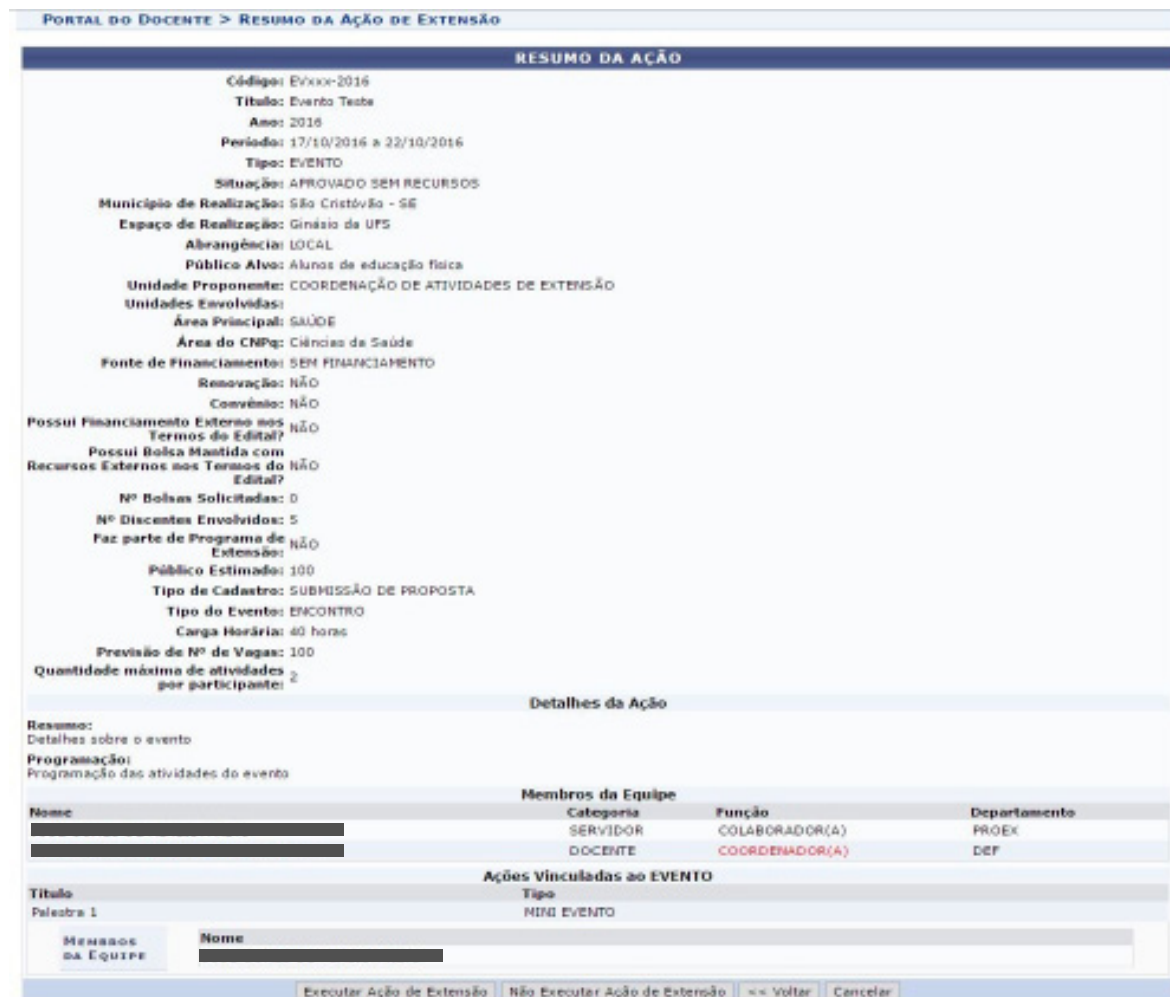 PORTAL DO DOCENTE > RESUMO DA AÇÃO DE EXTENSÃO
RESUMO DA AÇÃO
Código: EVxxx-2016
Título: Evento Teste
Ano: 2016
Período: 17/10/2016 a 22/10/2016
Tipo: EVENTO
Situação: APROVADO SEM RECURSOS
Município de Realização: São Cristóvão - SE
Espaço de Realização: Ginásio da UFS
Abrangência: LOCAL
Público Alvo: Alunos de educação física
Unidade Proponente: COORDENAÇÃO DE ATIVIDADES DE EXTENSÃO
Unidades Envolvidas:
Área Principal: SAÚDE
Área do CNPq: Ciências da Saúde
Fonte de Financiamento: SEM FINANCIAMENTO
Renovação: NÃO
Convênio: NÃO
Possui Financiamento Externo nos
Termos do Edital? NÃO
Possui Bolsa Mantida com
Recursos Externos nos Termos do NÃO
Edital?
Nº Bolsas Solicitadas: 0
Nº Discentes Envolvidos: 5
Faz parte de Programa de
Extensão: NÃO
Público Estimado: 100
Tipo de Cadastro: SUBMISSÃO DE PROPOSTA
Tipo do Evento: ENCONTRO
Carga Horária: 40 horas
Previsão de Nº de Vagas: 100
Quantidade máxima de atividades
por participante: 2
Detalhes da Ação
Resumo:
Detalhes sobre o evento
Programação:
Programação das atividades do evento
Membros da Equipe
Nome Categoria Função Departamento
SERVIDOR COLABORADOR(A) PROEX
DOCENTE COORDENADOR(A) DEF
Ações Vinculadas ao EVENTO
Título Tipo
Palestra 1 MINI EVENTO
MEMBROS DA EQUIPE
Nome
Executar Ação de Extensão Não Executar Ação de Extensão << Voltar Cancelar